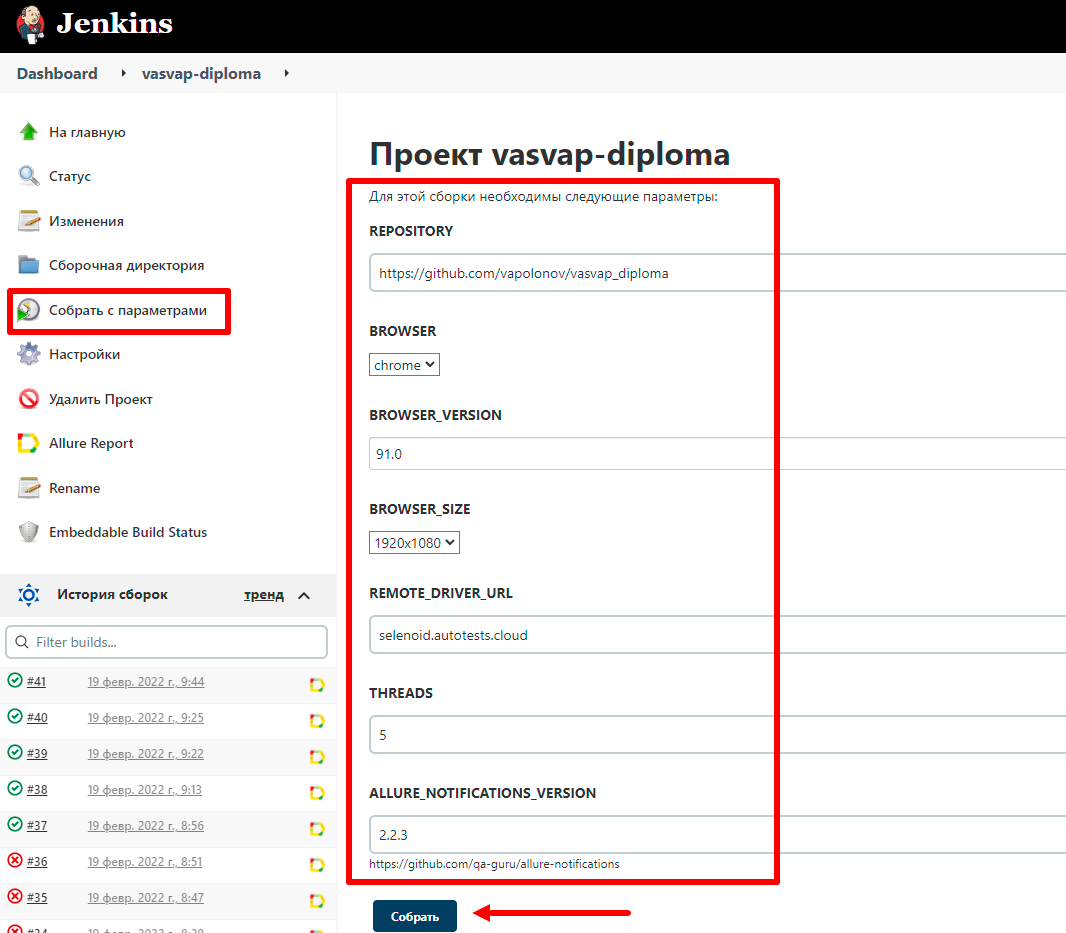 Jenkins
Dashboard
vasvap-diploma
На главную
Статус
Изменения
Сборочная директория
Собрать с параметрами
Настройки
Удалить Проект
Allure Report
Rename
Embeddable Build Status
История сборок
тренд
Filter builds...
#41 19 февр. 2022 г., 9:44
#40 19 февр. 2022 г., 9:25
#39 19 февр. 2022 г., 9:22
#38 19 февр. 2022 г., 9:13
#37 19 февр. 2022 г., 8:56
#36 19 февр. 2022 г., 8:51
#35 19 февр. 2022 г., 8:47
Проект vasvap-diploma
Для этой сборки необходимы следующие параметры:
REPOSITORY
https://github.com/vapolonov/vasvap_diploma
BROWSER
chrome
BROWSER_VERSION
91.0
BROWSER_SIZE
1920x1080
REMOTE_DRIVER_URL
selenoid.autotests.cloud
THREADS
5
ALLURE_NOTIFICATIONS_VERSION
2.2.3
https://github.com/qa-guru/allure-notifications
Собрать